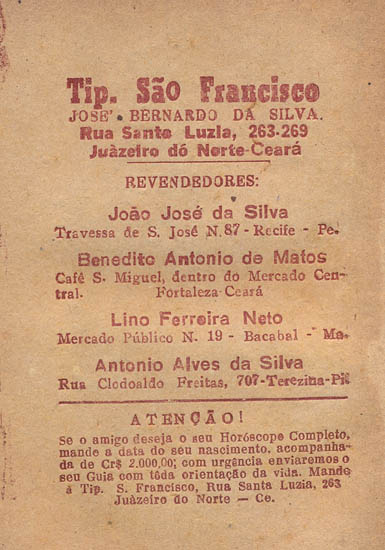 Tip. São Francisco
JOSE' BERNARDO DA SILVA.
Rua Santa Luzia, 263-269
Juàzeiro dó Norte-Ceará
REVENDEDORES:
João José da Silva
Travessa de S. José N. 87 - Recife - Pe.
Benedito Antonio de Matos
Café S. Miguel, dentro do Mercado Cen-
tral. Fortaleza-Ceará
Lino Ferreira Neto
Mercado Público N. 19 - Bacabal - Ma.
Antonio Alves da Silva
Rua Clodoaldo Freitas, 707-Terezina-Pi.
ATENÇÃO!
Se o amigo deseja o seu Horóscope Completo,
mande a data do seu nascimento, acompanha-
da de Cr$ 2.000,00; com urgência enviaremos o
seu Guia com tôda orientação da vida. Mande
á Tip. S. Francisco, Rua Santa Luzia, 263
Juàzeiro do Norte — Ce.